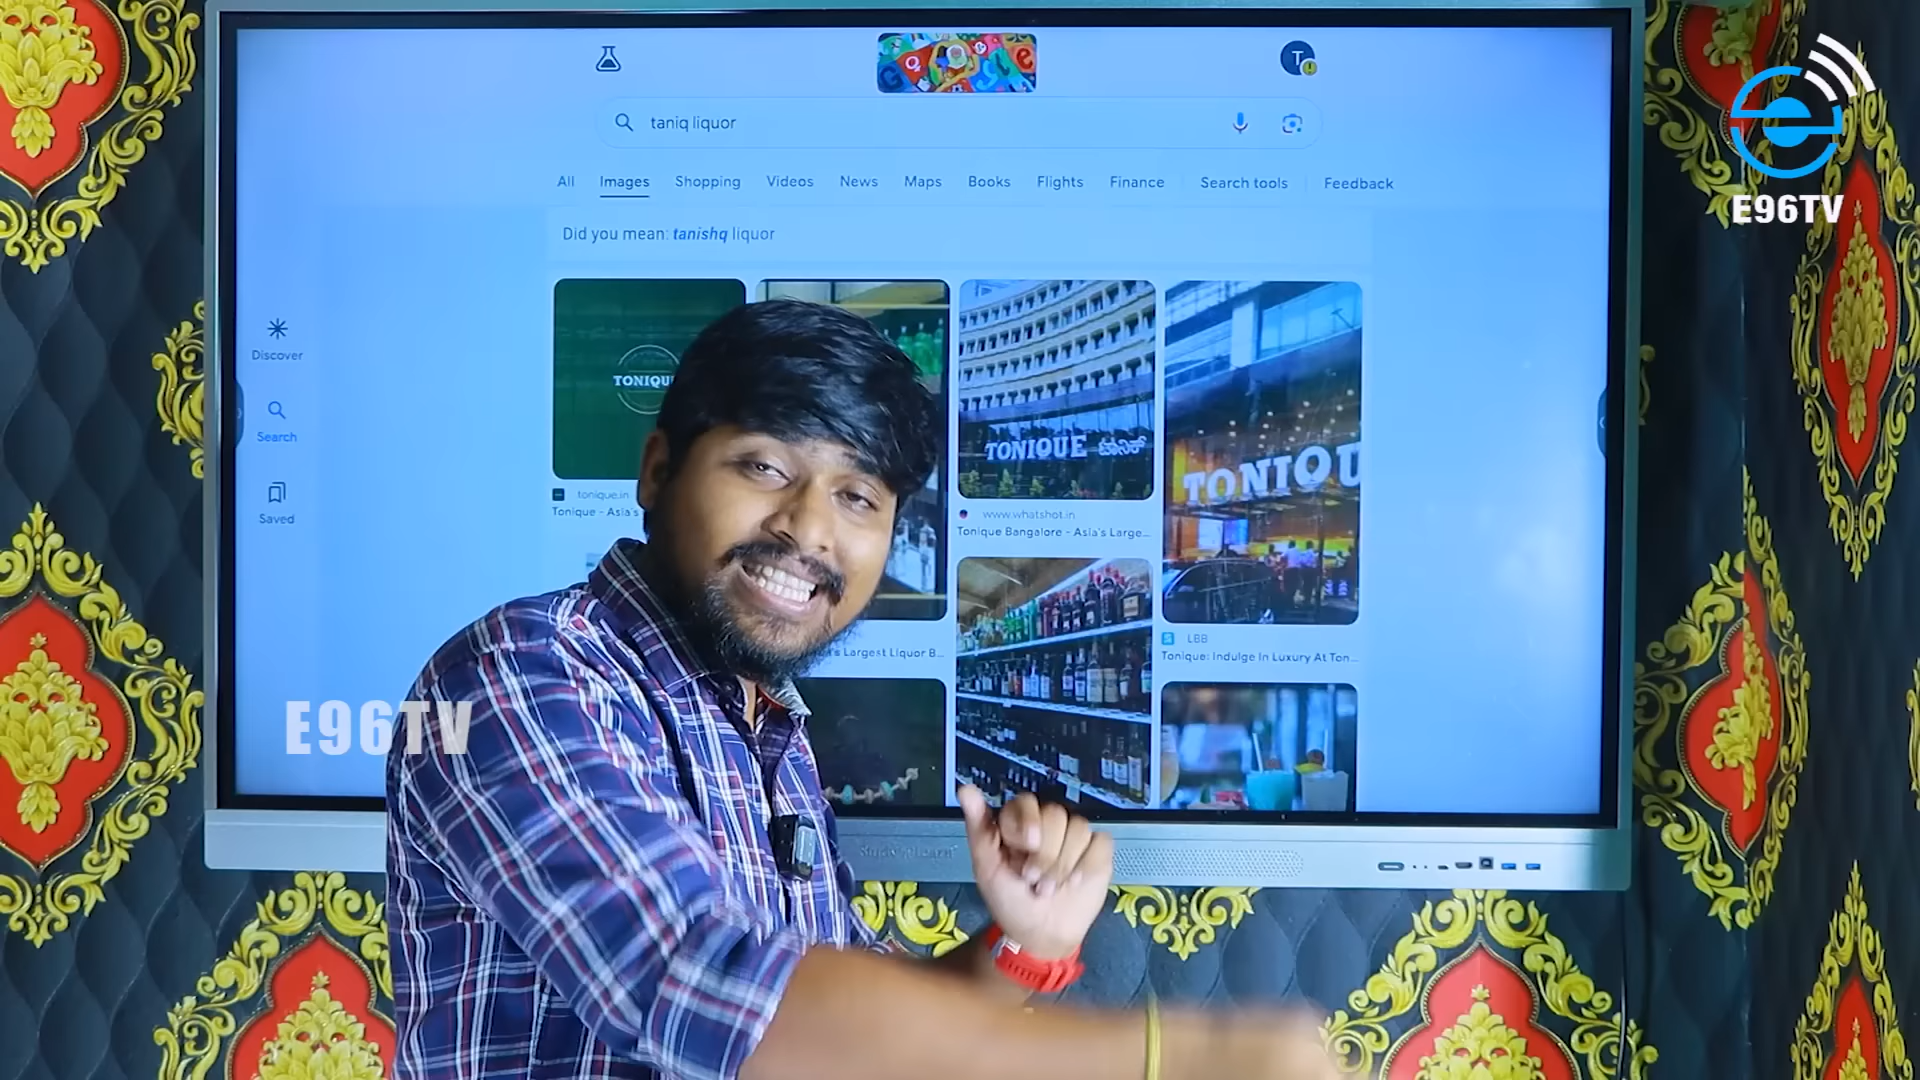 T
taniq liquor
All Images Shopping Videos News Maps Books Flights Finance Search tools Feedback
Did you mean: tanishq liquor
E96TV
Discover
Search
Saved
TONIQU
TONIQUE ಟಾನಿಕ್
TONIQU
tonique.in
Tonique - Asia's
www.whatshot.in
Tonique Bangalore - Asia's Large...
LBB
Tonique: Indulge In Luxury At Ton...
's Largest Liquor B...
E96TV